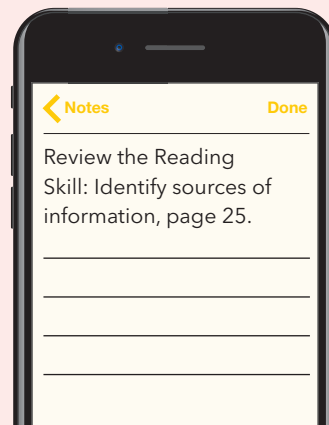 Notes Done
Review the Reading
Skill: Identify sources of
information, page 25.